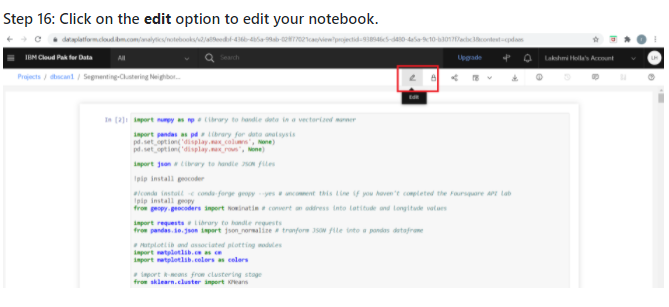 Step 16: Click on the edit option to edit your notebook.
IBM Cloud Pak for Data
All
Search
Upgrade
Lakshmi Holla's Account
LH
Projects / dbscan1 / Segmenting-Clustering Neighbor...
Edit
In [2]: import numpy as np # library to handle data in a vectorized manner
import pandas as pd # library for data analsysis
pd.set_option('display.max_columns', None)
pd.set_option('display.max_rows', None)
import json # library to handle JSON files
!pip install geocoder
#!conda install -c conda-forge geopy --yes # uncomment this line if you haven't completed the Foursquare API lab
!pip install geopy
from geopy.geocoders import Nominatim # convert an address into latitude and longitude values
import requests # library to handle requests
from pandas.io.json import json_normalize # tranform JSON file into a pandas dataframe
# Matplotlib and associated plotting modules
import matplotlib.cm as cm
import matplotlib.colors as colors
# import k-means from clustering stage
from sklearn.cluster import KMeans